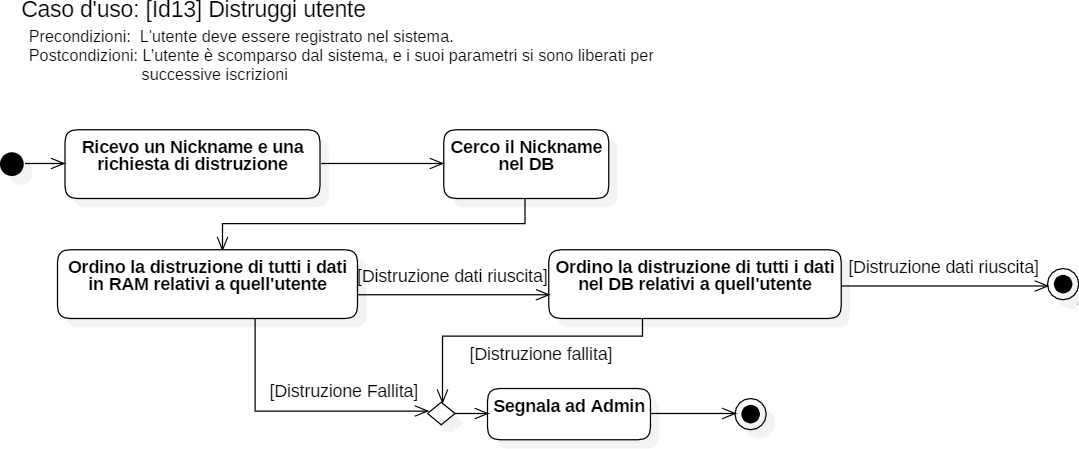 Caso d'uso: [Id13] Distruggi utente
Precondizioni: L'utente deve essere registrato nel sistema.
Postcondizioni: L'utente è scomparso dal sistema, e i suoi parametri si sono liberati per
successive iscrizioni
Ricevo un Nickname e una
richiesta di distruzione
Cerco il Nickname
nel DB
Ordino la distruzione di tutti i dati
in RAM relativi a quell'utente
[Distruzione dati riuscita]
Ordino la distruzione di tutti i dati
nel DB relativi a quell'utente
[Distruzione dati riuscita]
[Distruzione fallita]
[Distruzione Fallita]
Segnala ad Admin